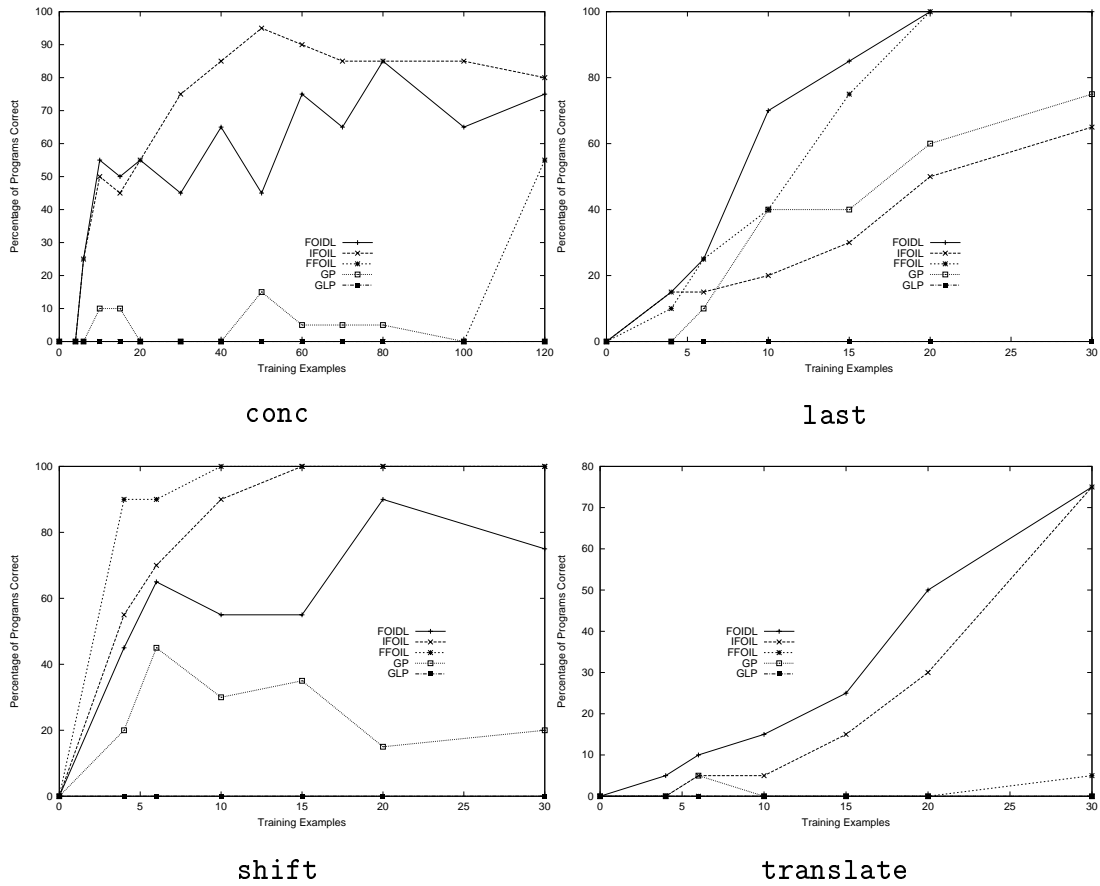 100
90
80
70
60
50
40
30
20
10
0
Percentage of Programs Correct
FOIDL
IFOIL
FFOIL
GP
GLP
0 20 40 60 80 100 120
Training Examples
conc
100
80
60
40
20
0
Percentage of Programs Correct
FOIDL
IFOIL
FFOIL
GP
GLP
0 5 10 15 20 25 30
Training Examples
last
100
80
60
40
20
0
Percentage of Programs Correct
FOIDL
IFOIL
FFOIL
GP
GLP
0 5 10 15 20 25 30
Training Examples
shift
80
70
60
50
40
30
20
10
0
Percentage of Programs Correct
FOIDL
IFOIL
FFOIL
GP
GLP
0 5 10 15 20 25 30
Training Examples
translate